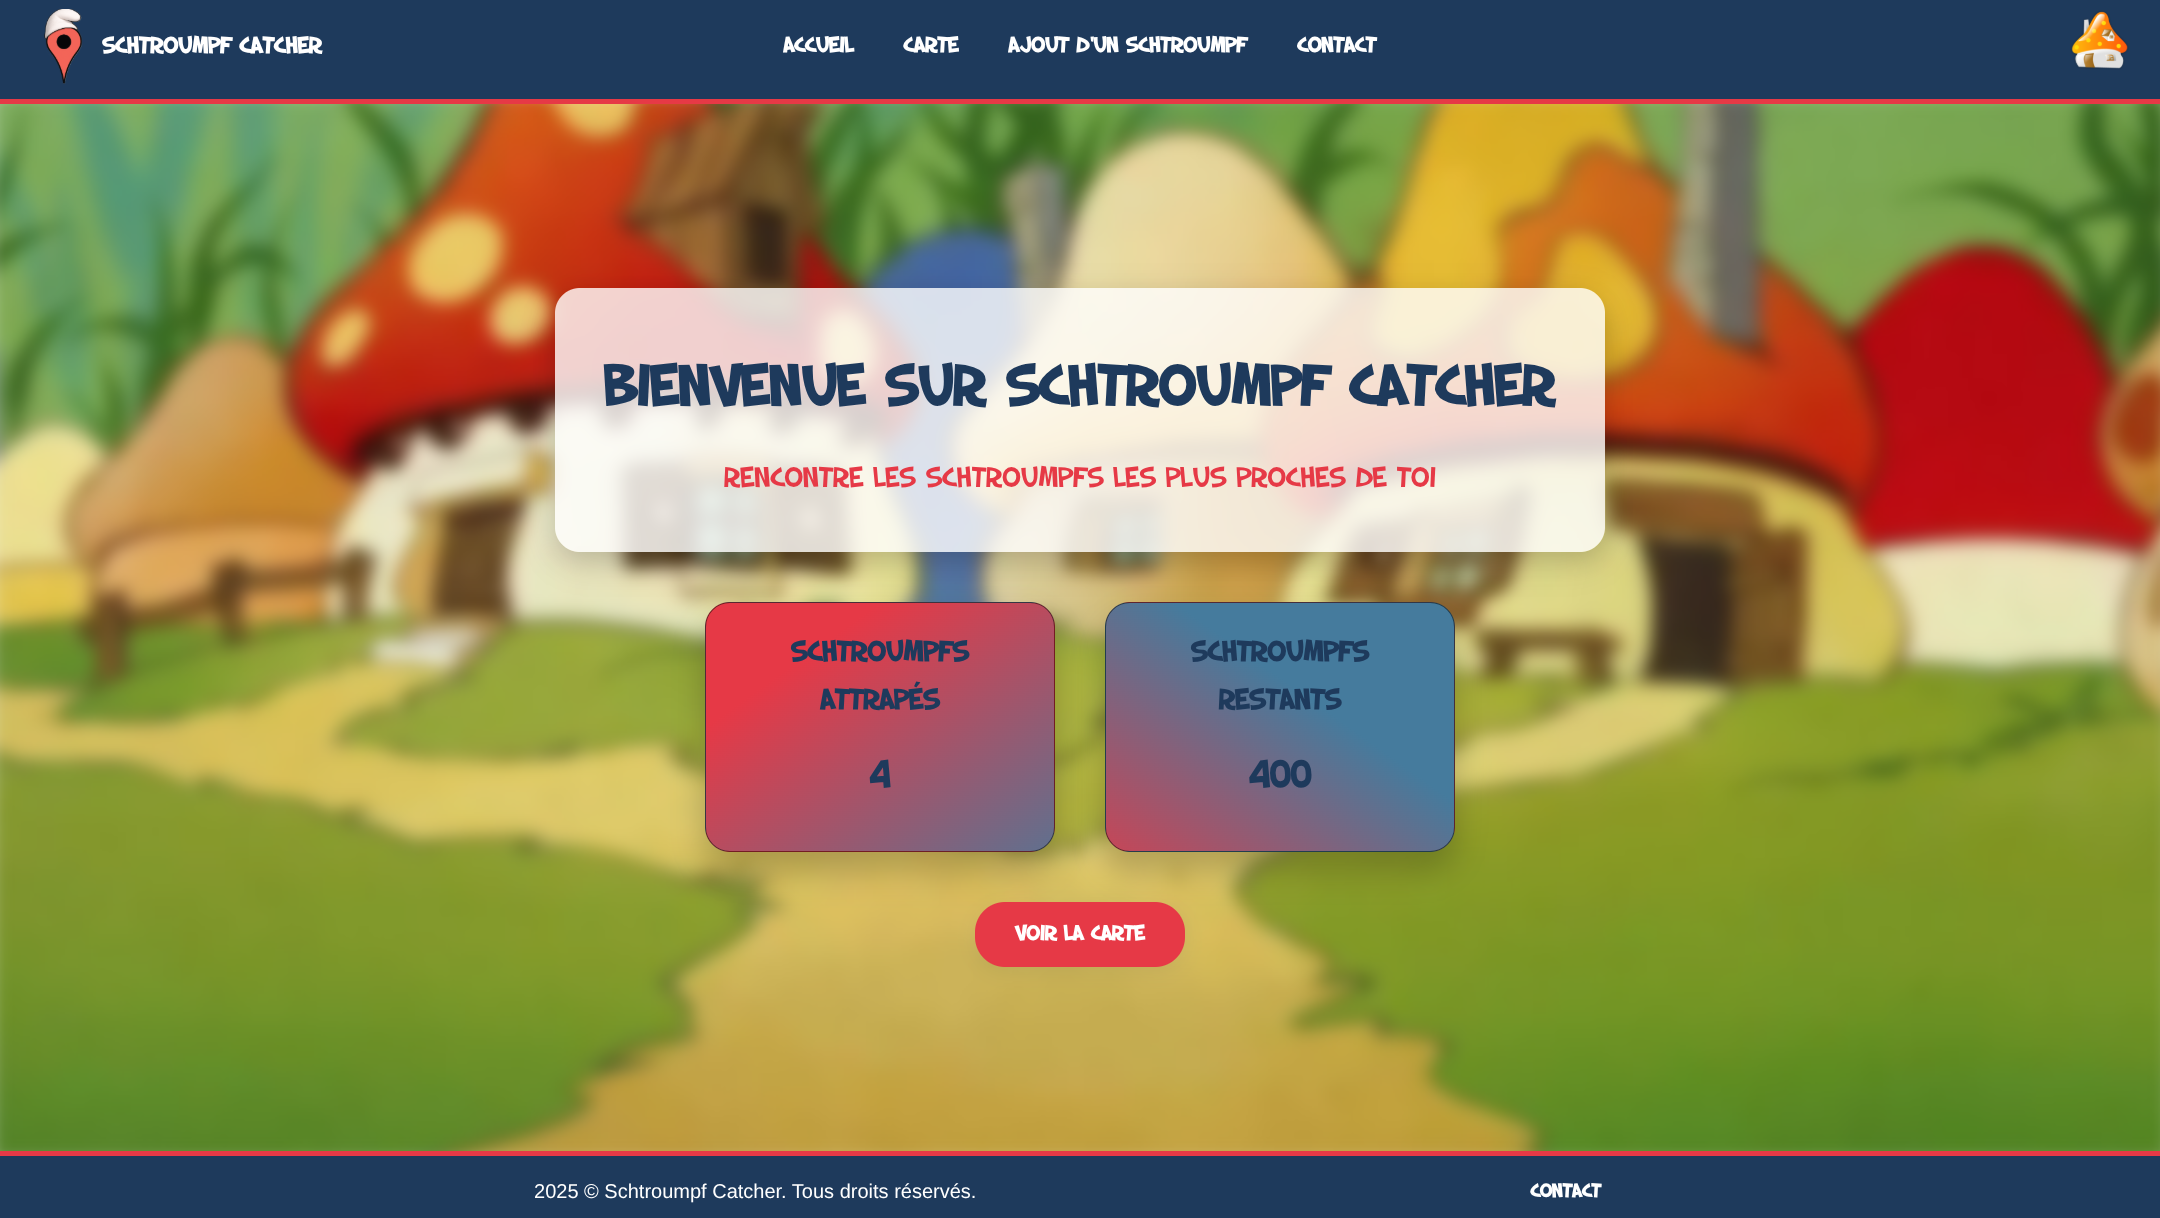 SCHTROUMPF CATCHER
ACCUEIL
CARTE
AJOUT D'UN SCHTROUMPF
CONTACT
BIENVENUE SUR SCHTROUMPF CATCHER
RENCONTRE LES SCHTROUMPFS LES PLUS PROCHES DE TOI
SCHTROUMPFS
ATTRAPÉS
4
SCHTROUMPFS
RESTANTS
400
VOIR LA CARTE
2025 © Schtroumpf Catcher. Tous droits réservés.
CONTACT